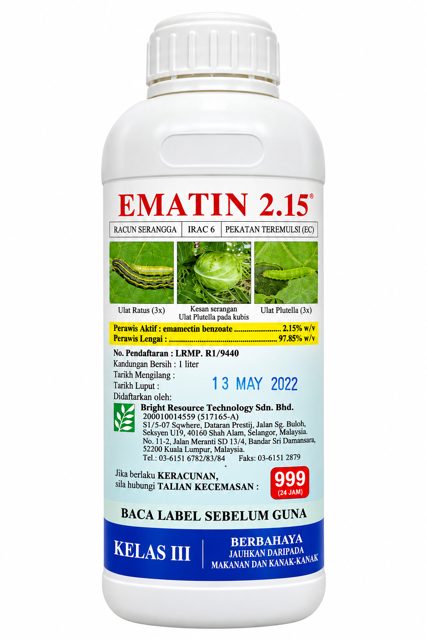 EMATIN 2.15®
RACUN SERANGGA | IRAC 6 | PEKATAN TEREMULSI (EC)
Ulat Ratus (3x)
Kesan serangan
Ulat Plutella pada kubis
Ulat Plutella (3x)
Perawis Aktif : emamectin benzoate .................. 2.15% w/v
Perawis Lengai : .................................................. 97.85% w/v
No. Pendaftaran : LRMP. R1/9440
Kandungan Bersih : 1 liter
Tarikh Mengilang :
Tarikh Luput :
13 MAY 2022
Didaftarkan oleh:
Bright Resource Technology Sdn. Bhd.
200010014559 (517165-A)
S1/5-07 Sqwhere, Dataran Prestij, Jalan Sg. Buloh,
Seksyen U19, 40160 Shah Alam, Selangor, Malaysia.
No. 11-2, Jalan Meranti SD 13/4, Bandar Sri Damansara,
52200 Kuala Lumpur, Malaysia.
Tel.: 03-6151 6782/83/84 Faks: 03-6151 2879
Jika berlaku KERACUNAN,
sila hubungi TALIAN KECEMASAN :
999
(24 JAM)
BACA LABEL SEBELUM GUNA
KELAS III
BERBAHAYA
JAUHKAN DARIPADA
MAKANAN DAN KANAK-KANAK